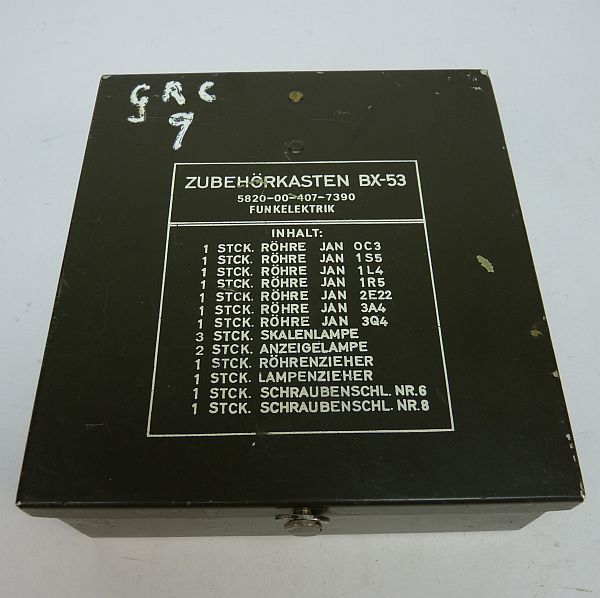 GRC
9
ZUBEHÖRKASTEN BX-53
5820-00-407-7390
FUNKELEKTRIK
INHALT:
1 STCK. RÖHRE JAN 0C3
1 STCK. RÖHRE JAN 1S5
1 STCK. RÖHRE JAN 1L4
1 STCK. RÖHRE JAN 1R5
1 STCK. RÖHRE JAN 2E22
1 STCK. RÖHRE JAN 3A4
1 STCK. RÖHRE JAN 3Q4
3 STCK. SKALENLAMPE
2 STCK. ANZEIGELAMPE
1 STCK. RÖHRENZIEHER
1 STCK. LAMPENZIEHER
1 STCK. SCHRAUBENSCHL. NR.6
1 STCK. SCHRAUBENSCHL. NR.8